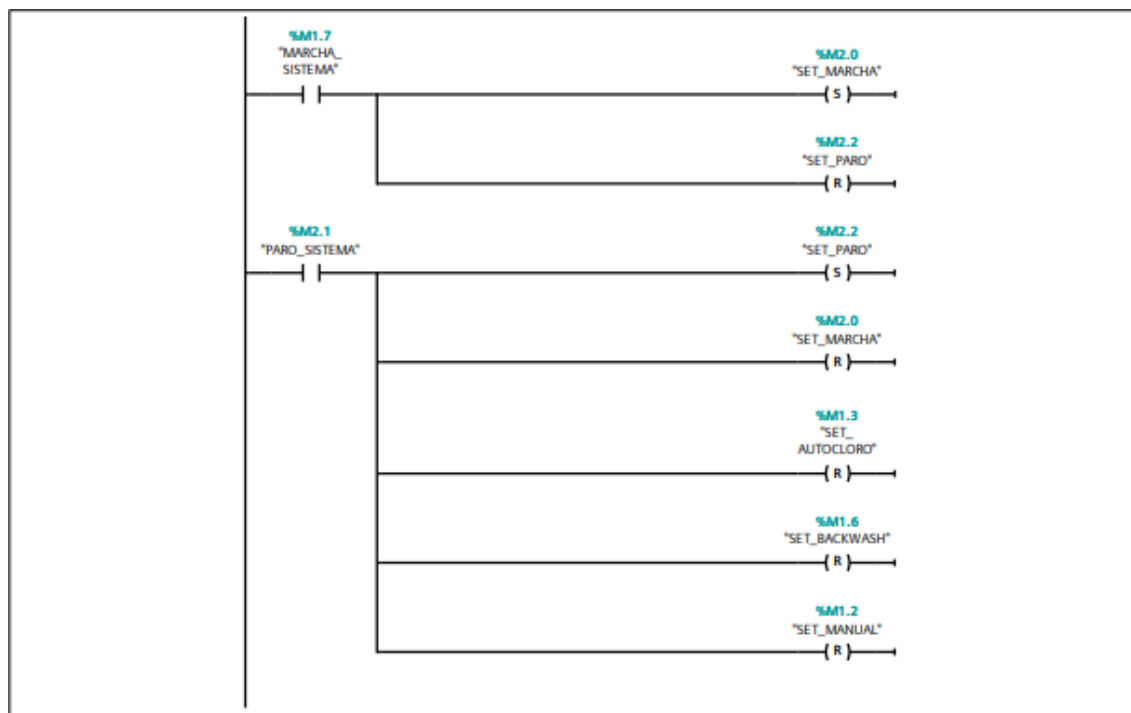 %M1.7
"MARCHA_
SISTEMA"
%M2.0
"SET_MARCHA"
S
%M2.2
"SET_PARO"
R
%M2.1
"PARO_SISTEMA"
%M2.2
"SET_PARO"
S
%M2.0
"SET_MARCHA"
R
%M1.3
"SET_
AUTOCLORO"
R
%M1.6
"SET_BACKWASH"
R
%M1.2
"SET_MANUAL"
R